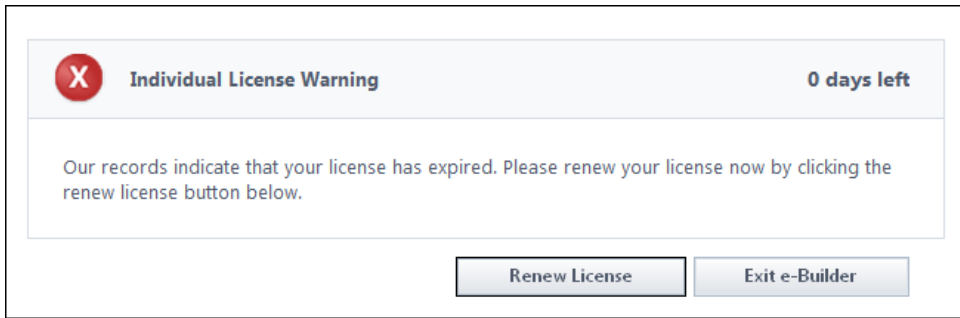 X
Individual License Warning
0 days left
Our records indicate that your license has expired. Please renew your license now by clicking the
renew license button below.
Renew License
Exit e-Builder